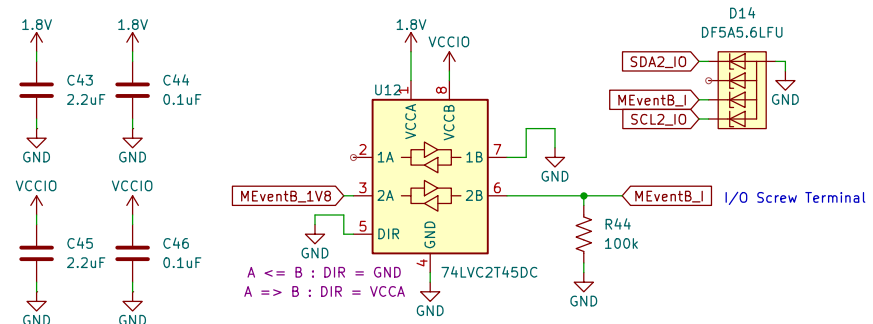 1.8V
C43
2.2uF
GND
1.8V
C44
0.1uF
GND
VCCIO
C45
2.2uF
GND
VCCIO
C46
0.1uF
GND
1.8V
VCCIO
U12
1
8
VCCA
VCCB
2
1A
1B
7
GND
MEventB_1V8
3
2A
2B
6
MEventB_I
I/O Screw Terminal
5
DIR
GND
GND
4
74LVC2T45DC
GND
R44
100k
GND
A <= B : DIR = GND
A => B : DIR = VCCA
D14
DF5A5.6LFU
SDA2_IO
MEventB_I
SCL2_IO
GND